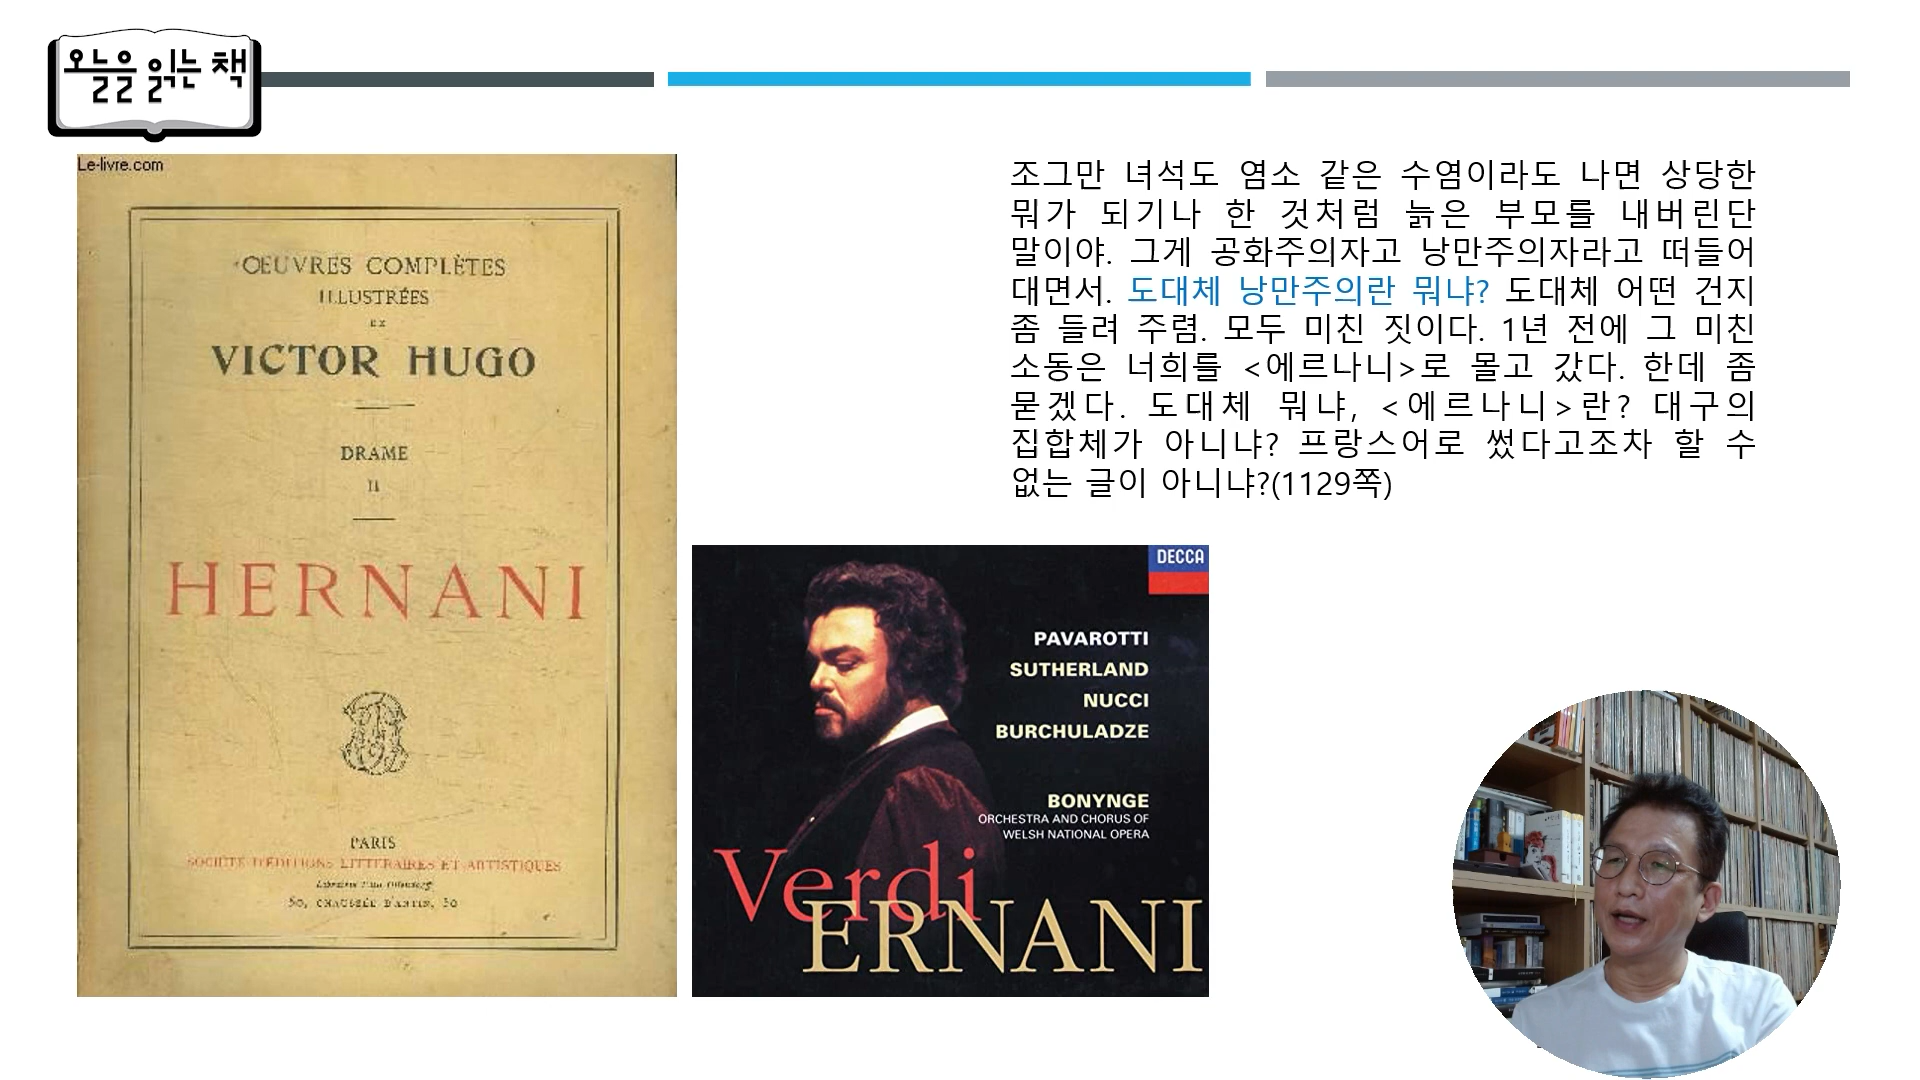 오늘을 읽는 책
Le-livre.com
OEUVRES COMPLÈTES
ILLUSTRÉES
VICTOR HUGO
DRAME
II
HERNANI
PARIS
SOCIÉTÉ D'ÉDITIONS LITTÉRAIRES ET ARTISTIQUES
50, CHAUSSÉE D'ANTIN, 50
조그만 녀석도 염소 같은 수염이라도 나면 상당한
뭐가 되기나 한 것처럼 늙은 부모를 내버린단
말이야. 그게 공화주의자고 낭만주의자라고 떠들어
대면서. 도대체 낭만주의란 뭐냐? 도대체 어떤 건지
좀 들려 주렴. 모두 미친 짓이다. 1년 전에 그 미친
소동은 너희를 <에르나니>로 몰고 갔다. 한데 좀
묻겠다. 도대체 뭐냐, <에르나니>란? 대구의
집합체가 아니냐? 프랑스어로 썼다고조차 할 수
없는 글이 아니냐?(1129쪽)
DECCA
PAVAROTTI
SUTHERLAND
NUCCI
BURCHULADZE
BONYNGE
ORCHESTRA AND CHORUS OF
WELSH NATIONAL OPERA
Verdi
ERNANI